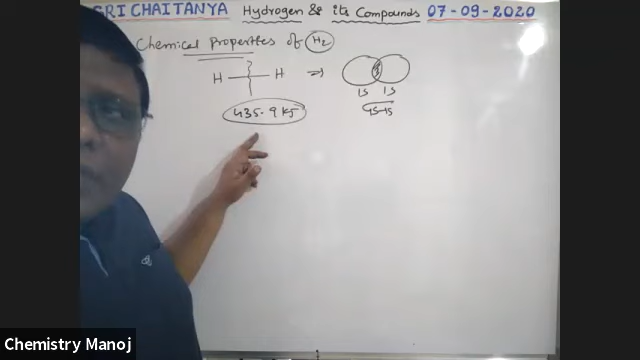 SRI CHAITANYA Hydrogen & its Compounds 07-09-2020
Chemical Properties of H₂
H H ⇒
1s 1s
435.9 KJ 1s-1s
Chemistry Manoj